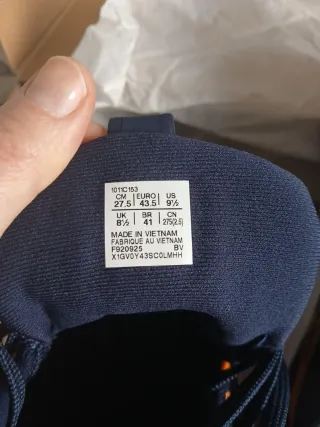 1011C153
CM EURO US
27.5 43.5 9½
UK BR CN
8½ 41 275(2.5)
MADE IN VIETNAM
FABRIQUE AU VIETNAM
F920925 BV
X1GV0Y43SC0LMHH